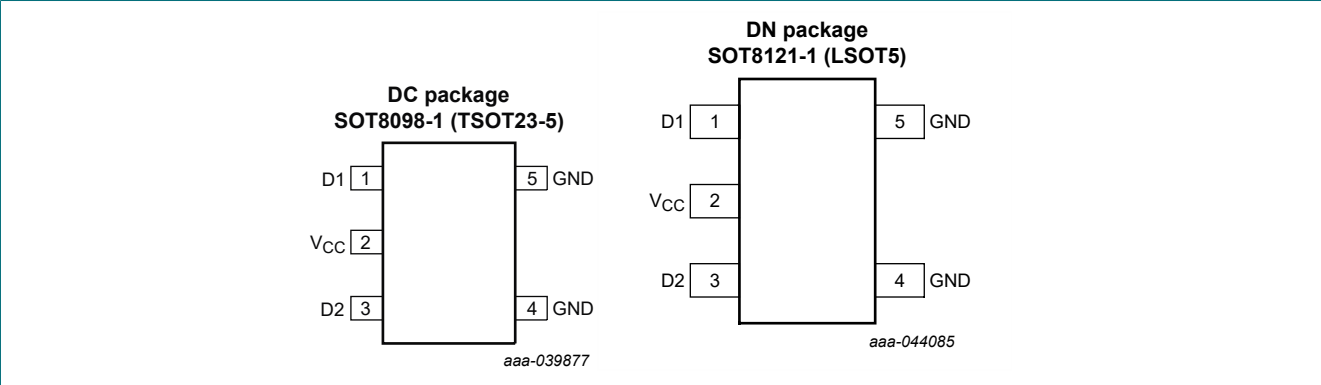 DC package
SOT8098-1 (TSOT23-5)
D1 1 5 GND
VCC 2
D2 3 4 GND
aaa-039877
DN package
SOT8121-1 (LSOT5)
D1 1 5 GND
VCC 2
D2 3 4 GND
aaa-044085